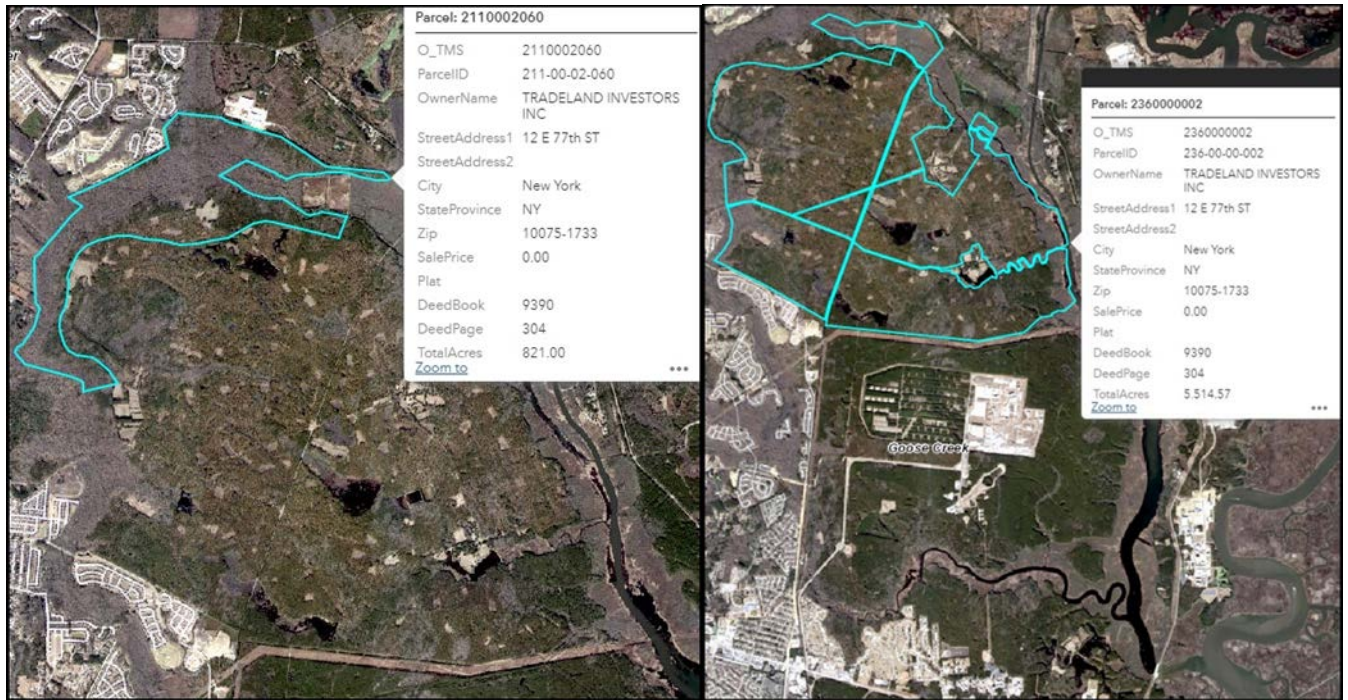 Parcel: 2110002060
O_TMS 2110002060
ParcelID 211-00-02-060
OwnerName TRADELAND INVESTORS
INC
StreetAddress1 12 E 77th ST
StreetAddress2
City New York
StateProvince NY
Zip 10075-1733
SalePrice 0.00
Plat
DeedBook 9390
DeedPage 304
TotalAcres 821.00
Zoom to
Parcel: 2360000002
O_TMS 2360000002
ParcelID 236-00-00-002
OwnerName TRADELAND INVESTORS
INC
StreetAddress1 12 E 77th ST
StreetAddress2
City New York
StateProvince NY
Zip 10075-1733
SalePrice 0.00
Plat
DeedBook 9390
DeedPage 304
TotalAcres 5,514.57
Zoom to
Goose Creek